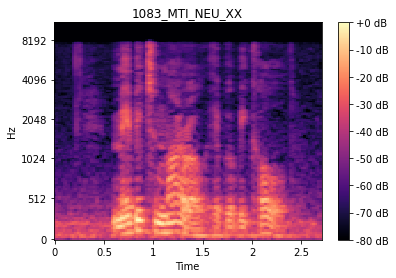 1083_MTI_NEU_XX
+0 dB
8192
-10 dB
4096
-20 dB
-30 dB
2048
Hz
-40 dB
1024
-50 dB
512
-60 dB
-70 dB
0
-80 dB
0 0.5 1 1.5 2 2.5
Time